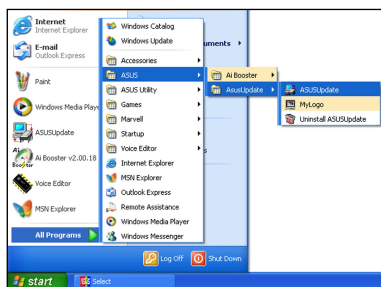 Internet
Internet Explorer
E-mail
Outlook Express
Paint
Windows Media Playe
ASUSUpdate
Ai Booster v2.00.18
Voice Editor
MSN Explorer
All Programs
Windows Catalog
Windows Update
Accessories
ASUS
ASUS Utility
Games
Marvell
Startup
Voice Editor
Internet Explorer
MSN Explorer
Outlook Express
Remote Assistance
Windows Media Player
Windows Messenger
uments
s
Ai Booster
AsusUpdate
ASUSUpdate
MyLogo
Uninstall ASUSUpdate
Log Off
Shut Down
start
Select